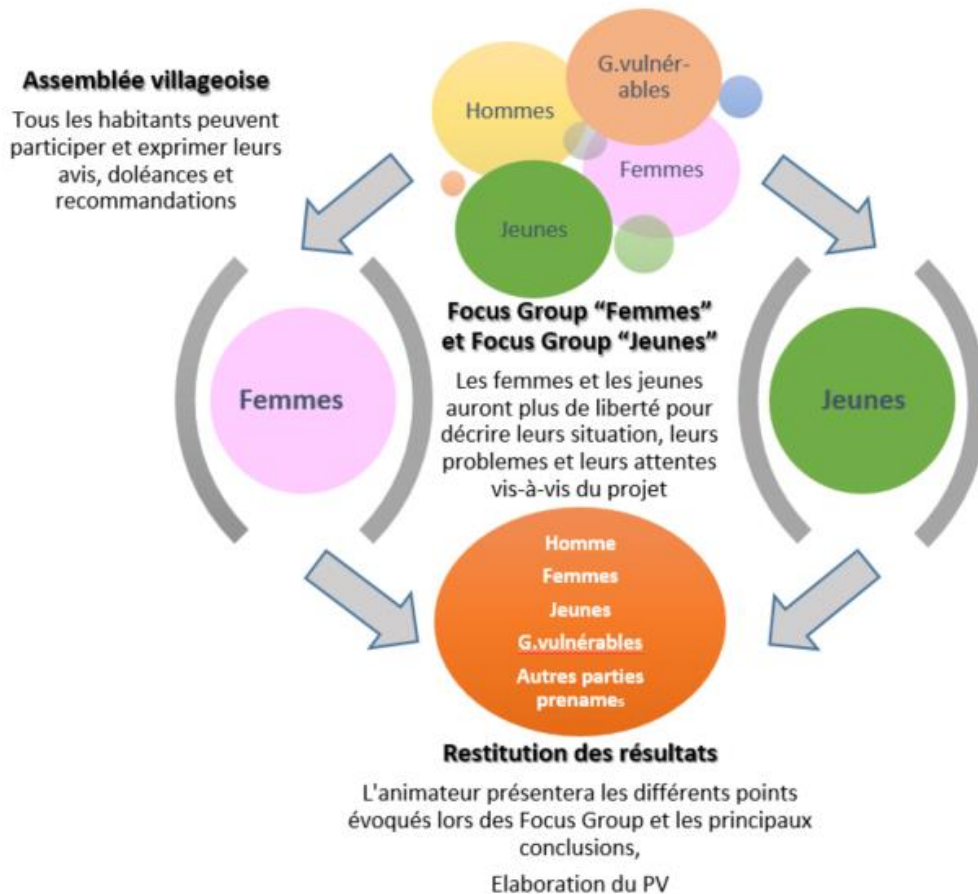 Assemblée villageoise
Tous les habitants peuvent
participer et exprimer leurs
avis, doléances et
recommandations
G.vulnér-
ables
Hommes
Femmes
Jeunes
Focus Group “Femmes”
et Focus Group “Jeunes”
Les femmes et les jeunes
auront plus de liberté pour
décrire leurs situation, leurs
problemes et leurs attentes
vis-à-vis du projet
Femmes
Jeunes
Homme
Femmes
Jeunes
G.vulnérables
Autres parties
prenames
Restitution des résultats
L'animateur présentera les différents points
évoqués lors des Focus Group et les principaux
conclusions,
Elaboration du PV